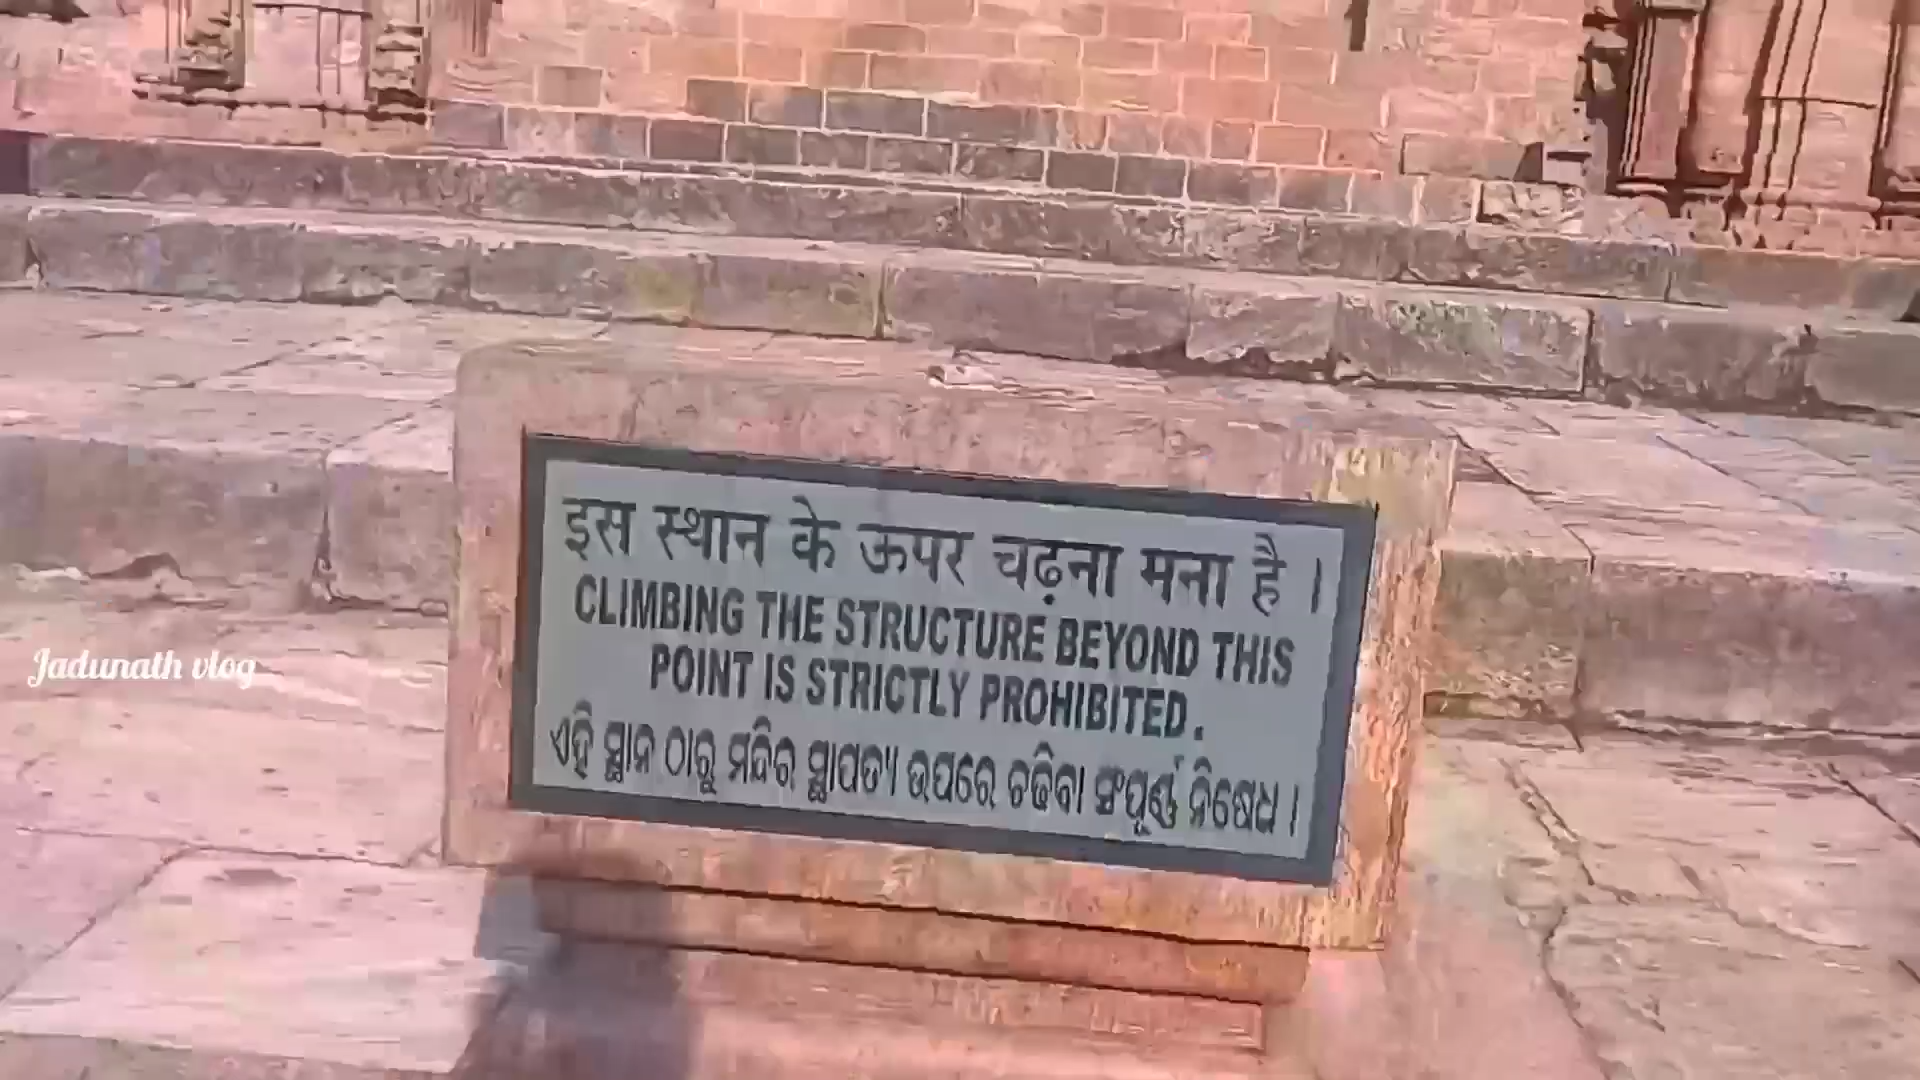 इस स्थान के ऊपर चढ़ना मना है ।
CLIMBING THE STRUCTURE BEYOND THIS
POINT IS STRICTLY PROHIBITED.
ଏହି ସ୍ଥାନ ଠାରୁ ମନ୍ଦିର ସ୍ଥାପତ୍ୟ ଉପରେ ଚଢିବା ସଂପୂର୍ଣ୍ଣ ନିଷେଧ ।
Jadunath vlog